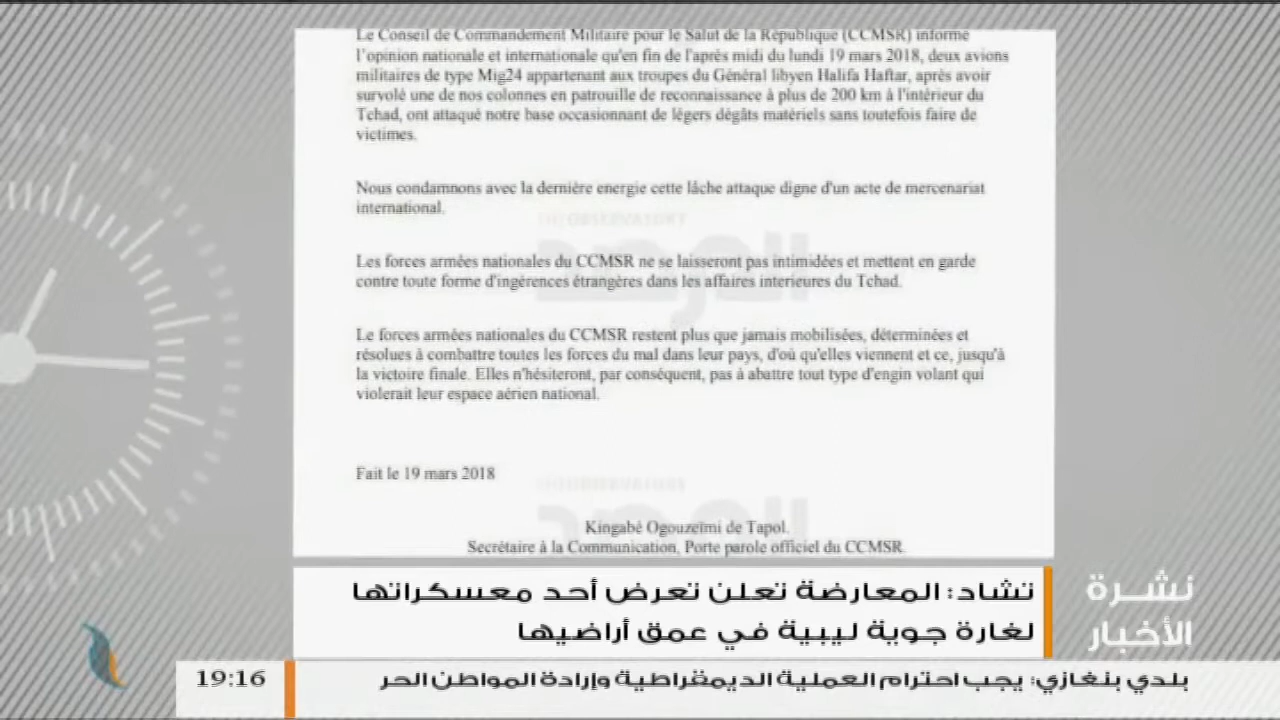 Le Conseil de Commandement Militaire pour le Salut de la République (CCMSR) informe
l'opinion nationale et internationale qu'en fin de l'après midi du lundi 19 mars 2018, deux avions
militaires de type Mig24 appartenant aux troupes du Général libyen Halifa Haftar, après avoir
survolé une de nos colonnes en patrouille de reconnaissance à plus de 200 km à l'intérieur du
Tchad, ont attaqué notre base occasionnant de légers dégâts matériels sans toutefois faire de
victimes.
Nous condamnons avec la dernière energie cette lâche attaque digne d'un acte de mercenariat
international.
Les forces armées nationales du CCMSR ne se laisseront pas intimidées et mettent en garde
contre toute forme d'ingérences étrangères dans les affaires interieures du Tchad.
Le forces armées nationales du CCMSR restent plus que jamais mobilisées, déterminées et
résolues à combattre toutes les forces du mal dans leur pays, d'où qu'elles viennent et ce, jusqu'à
la victoire finale. Elles n'hésiteront, par conséquent, pas à abattre tout type d'engin volant qui
violerait leur espace aérien national.
Fait le 19 mars 2018
Kingabé Ogouzeïmi de Tapol.
Secrétaire à la Communication, Porte parole officiel du CCMSR
المرصد
نشرة
الأخبار
تشاد: المعارضة تعلن تعرض أحد معسكراتها
لغارة جوية ليبية في عمق أراضيها
بلدي بنغازي: يجب احترام العملية الديمقراطية وإرادة المواطن الحر
19:16